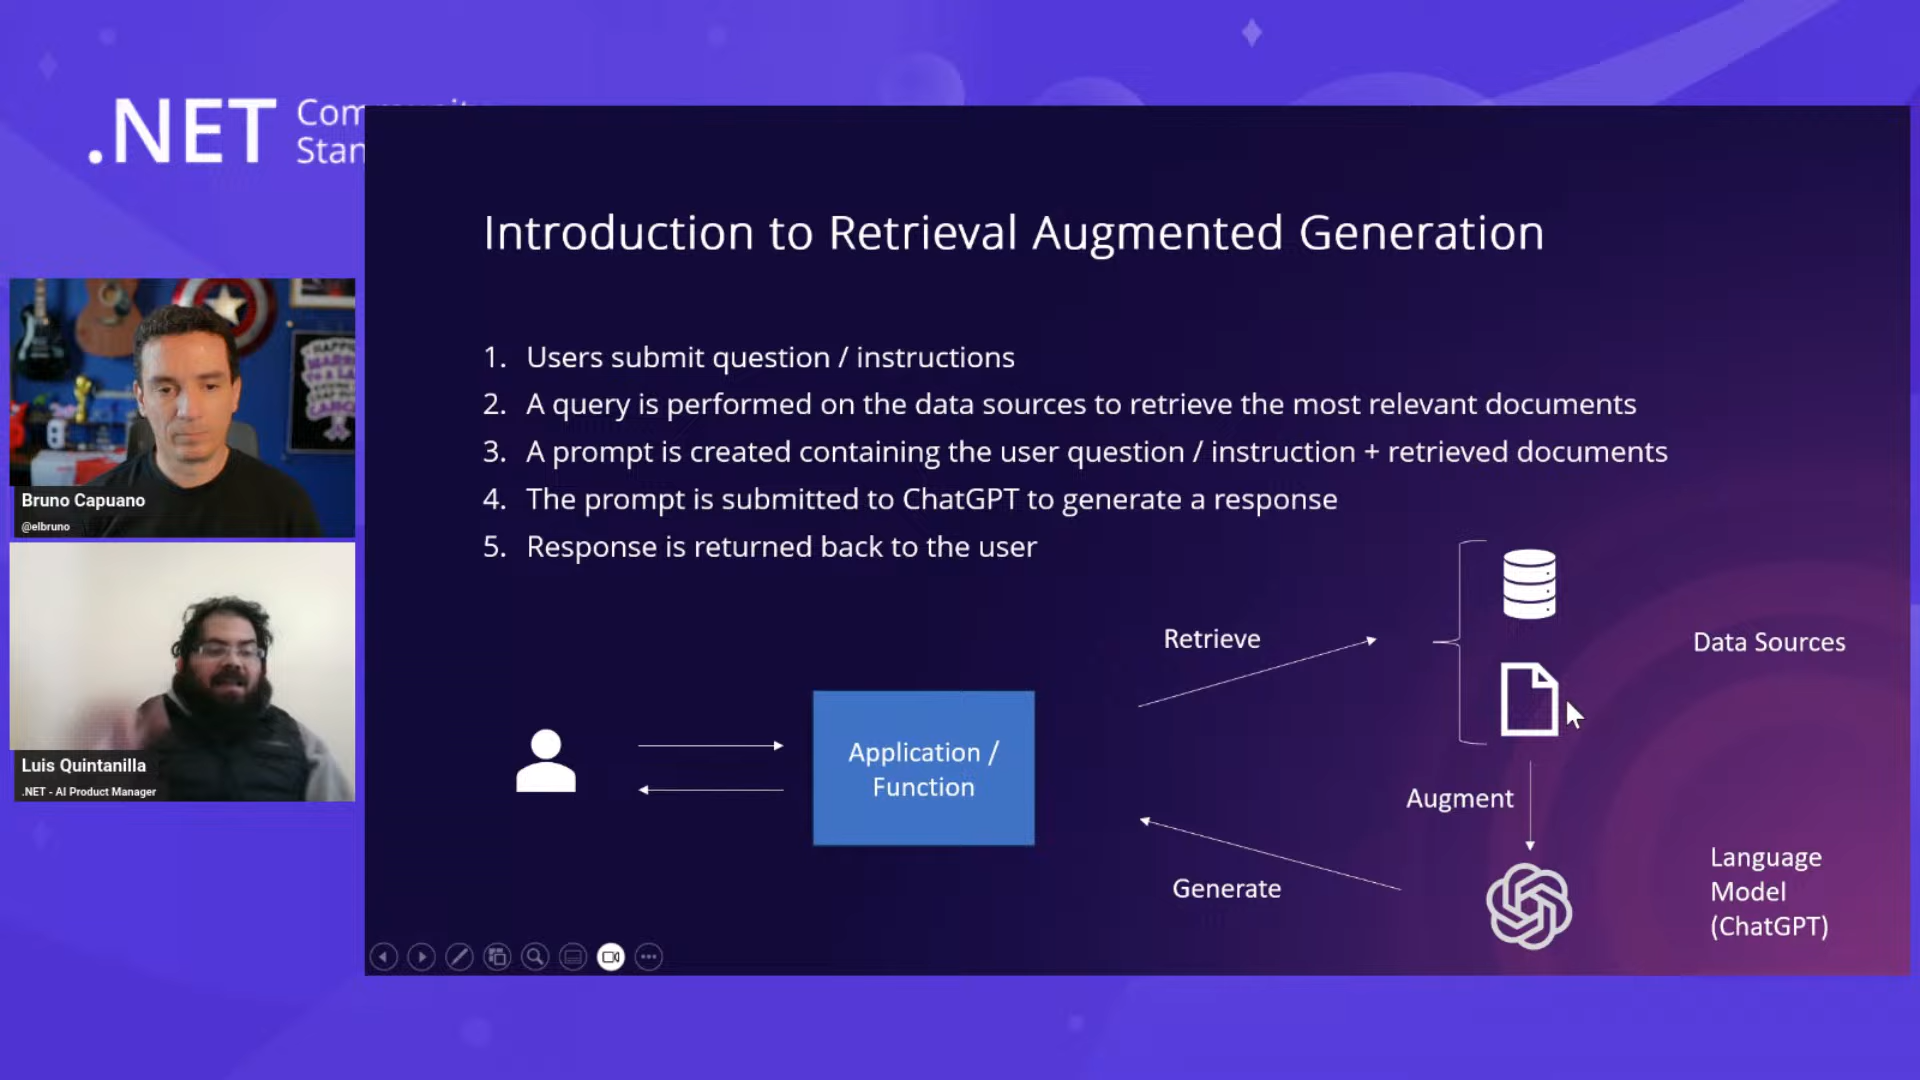 .NET
Community
Introduction to Retrieval Augmented Generation
1. Users submit question / instructions
2. A query is performed on the data sources to retrieve the most relevant documents
3. A prompt is created containing the user question / instruction + retrieved documents
4. The prompt is submitted to ChatGPT to generate a response
5. Response is returned back to the user
Bruno Capuano
@elbruno
Luis Quintanilla
.NET - AI Product Manager
Retrieve
Data Sources
Application /
Function
Augment
Generate
Language
Model
(ChatGPT)